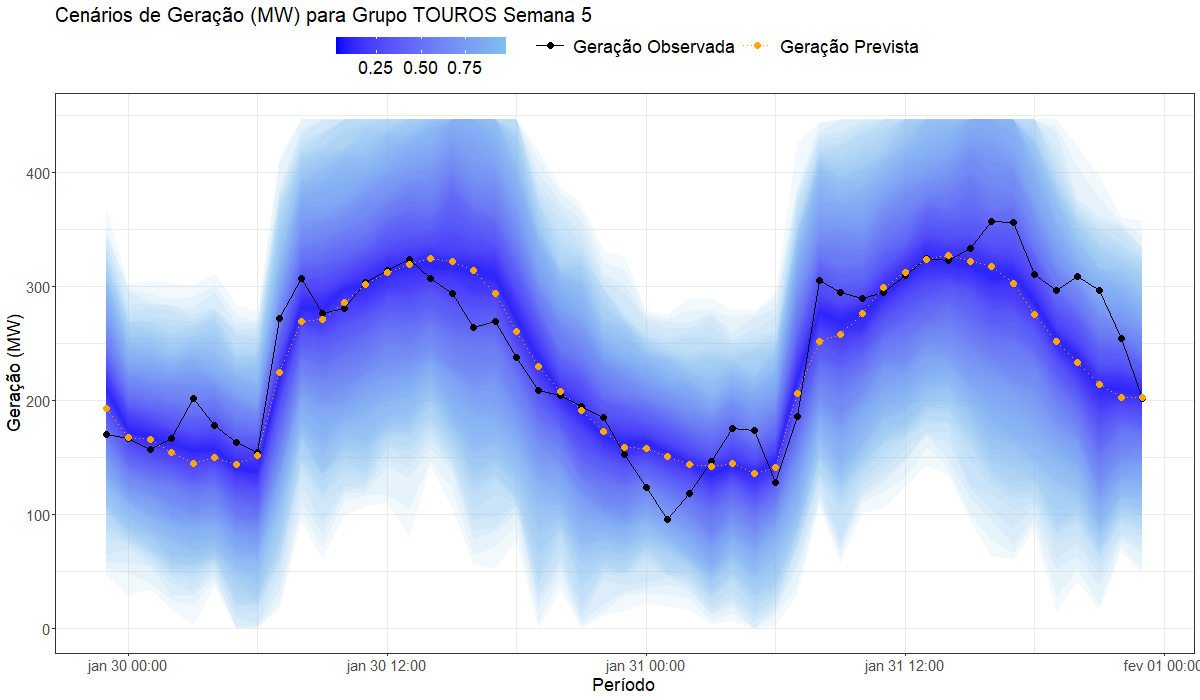 Cenários de Geração (MW) para Grupo TOUROS Semana 5
0.25 0.50 0.75
Geração Observada
Geração Prevista
Geração (MW)
400
300
200
100
0
jan 30 00:00
jan 30 12:00
jan 31 00:00
jan 31 12:00
fev 01 00:00
Período